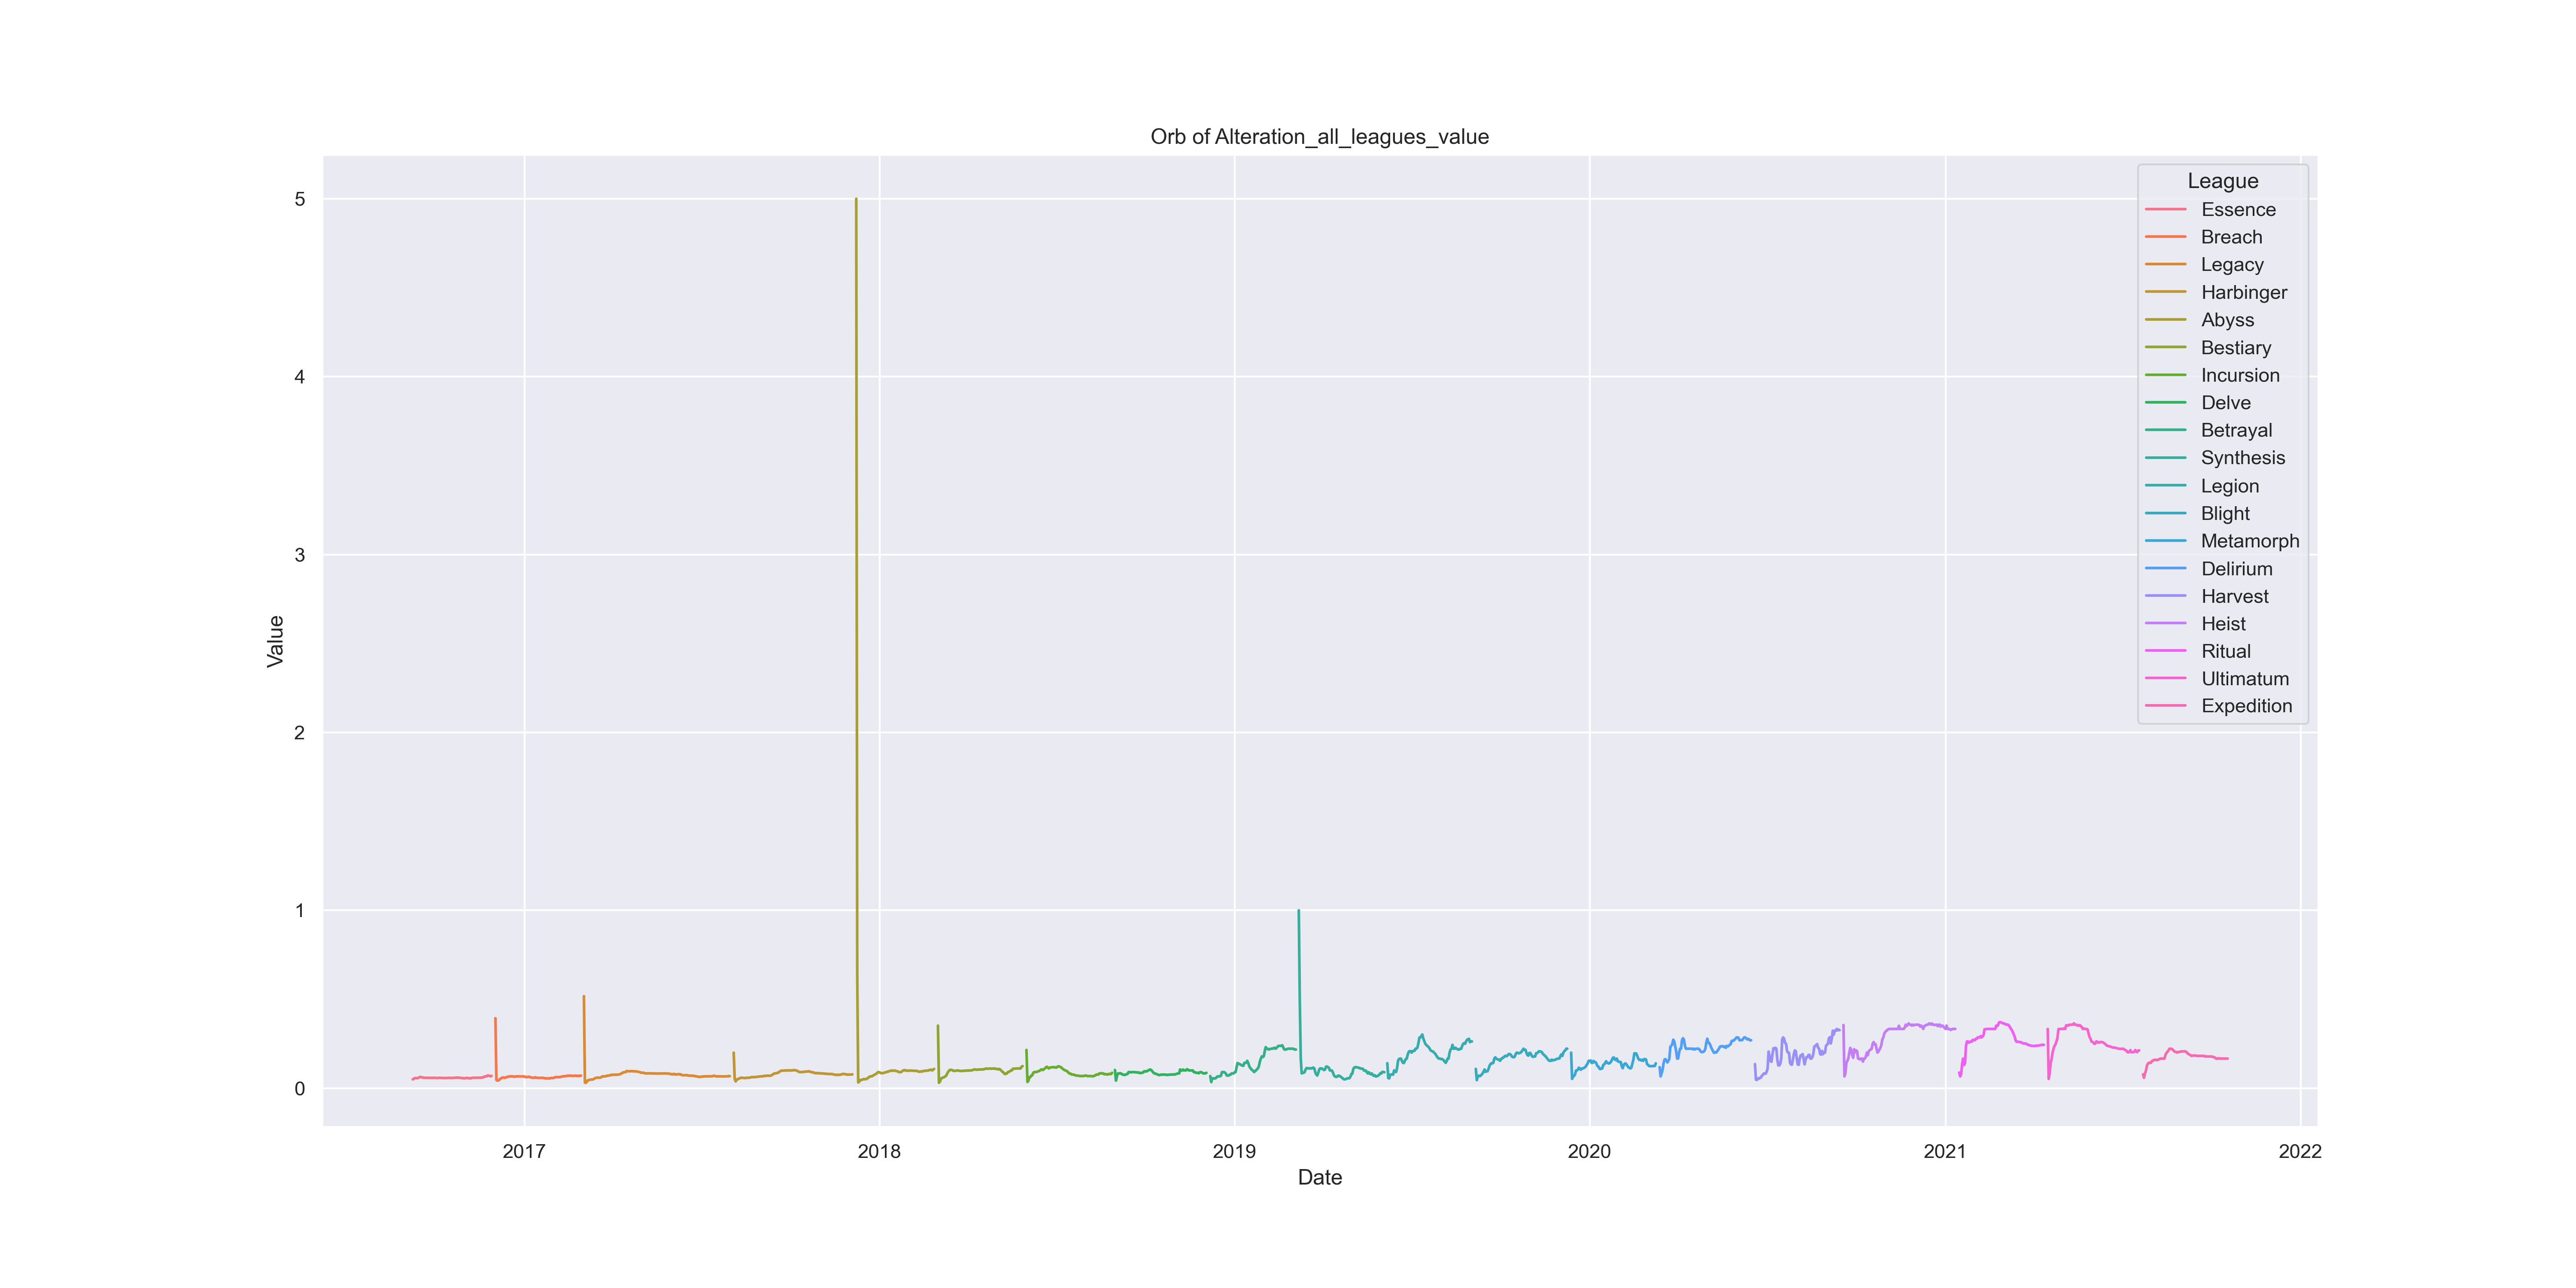 Orb of Alteration_all_leagues_value
5
4
3
2
1
0
Value
2017
2018
2019
2020
2021
2022
Date
League
Essence
Breach
Legacy
Harbinger
Abyss
Bestiary
Incursion
Delve
Betrayal
Synthesis
Legion
Blight
Metamorph
Delirium
Harvest
Heist
Ritual
Ultimatum
Expedition